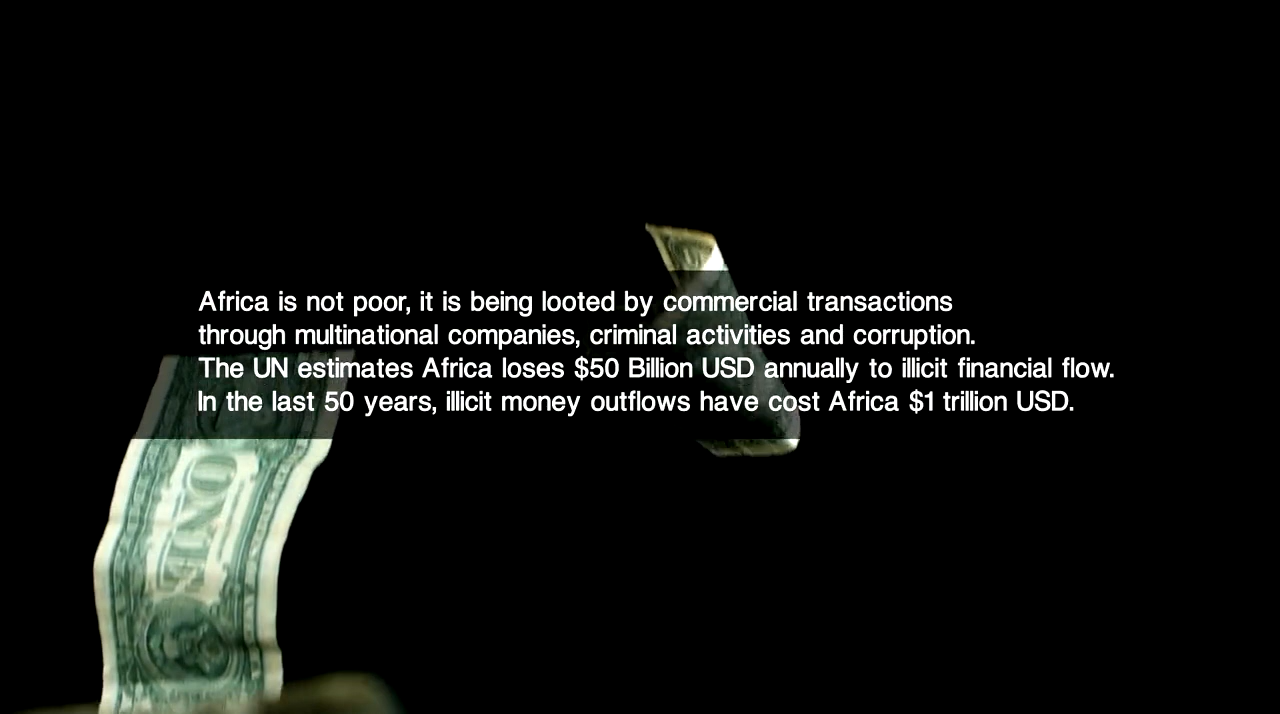 Africa is not poor, it is being looted by commercial transactions
through multinational companies, criminal activities and corruption.
The UN estimates Africa loses $50 Billion USD annually to illicit financial flow.
In the last 50 years, illicit money outflows have cost Africa $1 trillion USD.
ONE